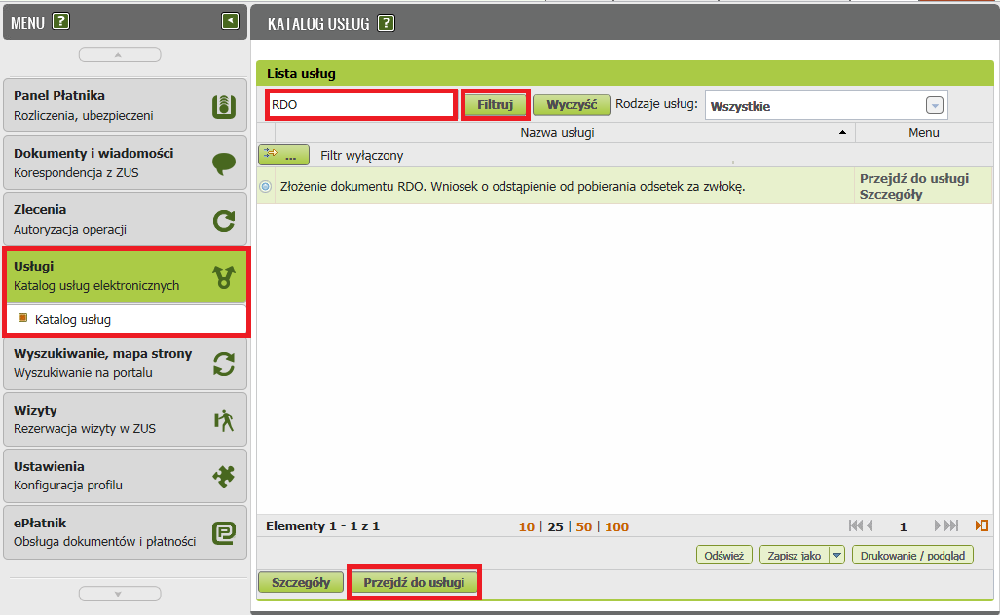 MENU ?
KATALOG USŁUG ?
Panel Płatnika
Rozliczenia, ubezpieczeni
Dokumenty i wiadomości
Korespondencja z ZUS
Zlecenia
Autoryzacja operacji
Usługi
Katalog usług elektronicznych
Katalog usług
Wyszukiwanie, mapa strony
Wyszukiwanie na portalu
Wizyty
Rezerwacja wizyty w ZUS
Ustawienia
Konfiguracja profilu
ePłatnik
Obsługa dokumentów i płatności
Lista usług
RDO Filtruj Wyczyść Rodzaje usług: Wszystkie
Nazwa usługi Menu
... Filtr wyłączony
Złożenie dokumentu RDO. Wniosek o odstąpienie od pobierania odsetek za zwłokę. Przejdź do usługi
Szczegóły
Elementy 1 - 1 z 1 10 | 25 | 50 | 100 1
Odśwież Zapisz jako Drukowanie / podgląd
Szczegóły Przejdź do usługi